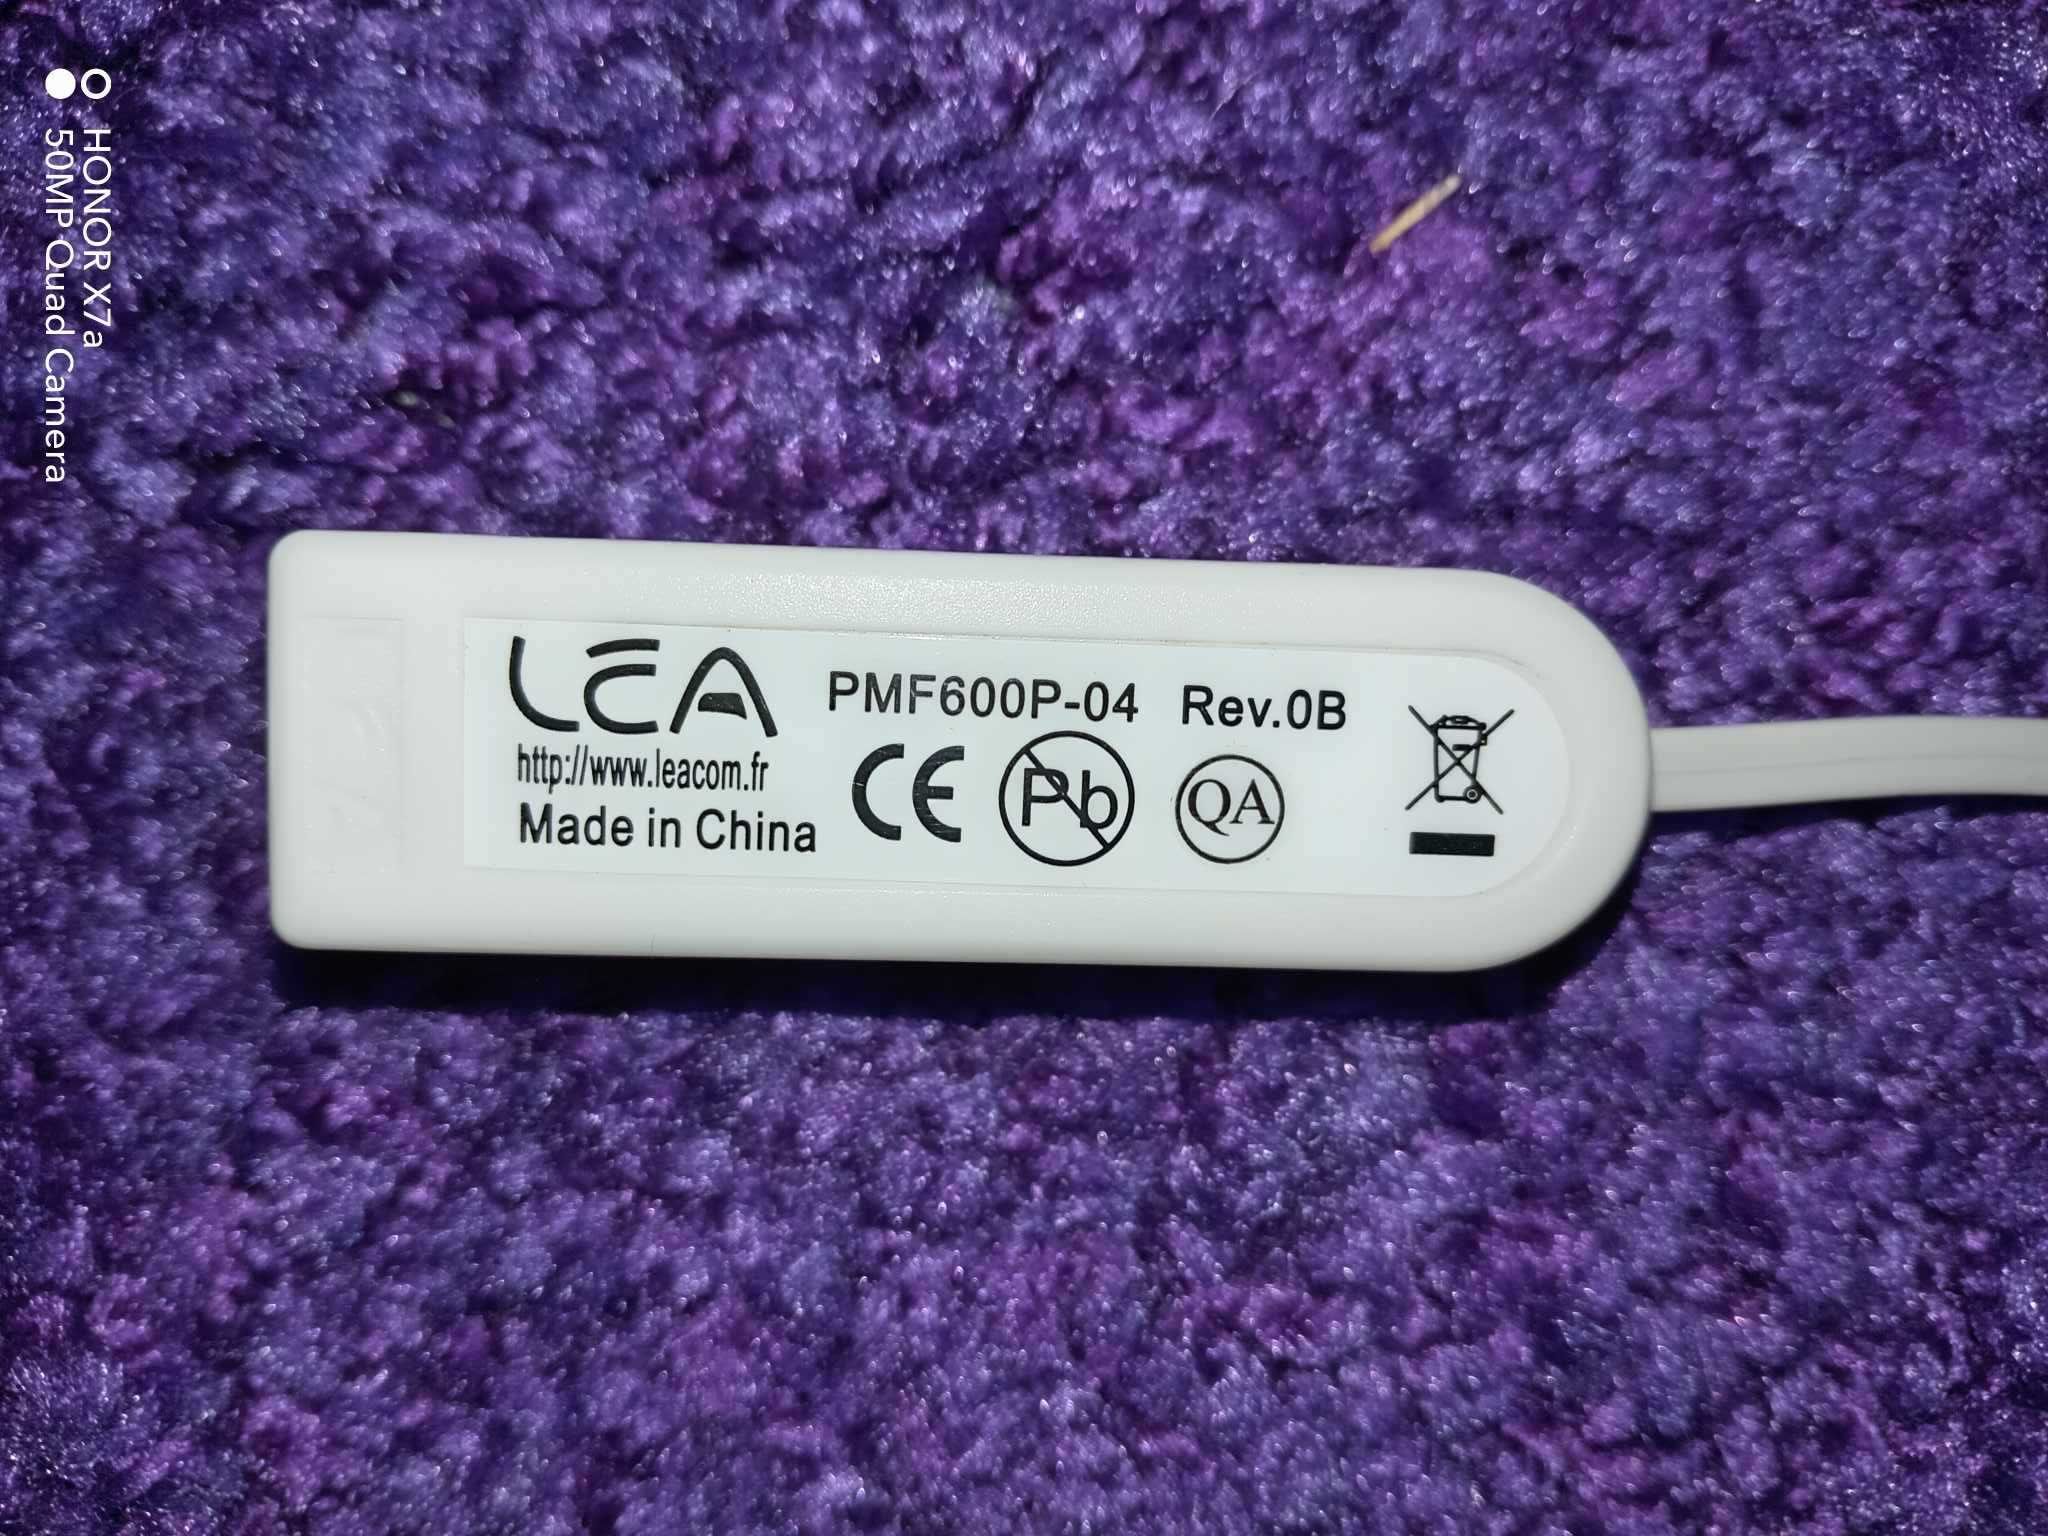 HONOR X7a
50MP Quad Camera
LEA
PMF600P-04 Rev.0B
http://www.leacom.fr
Made in China
CE
Pb
QA